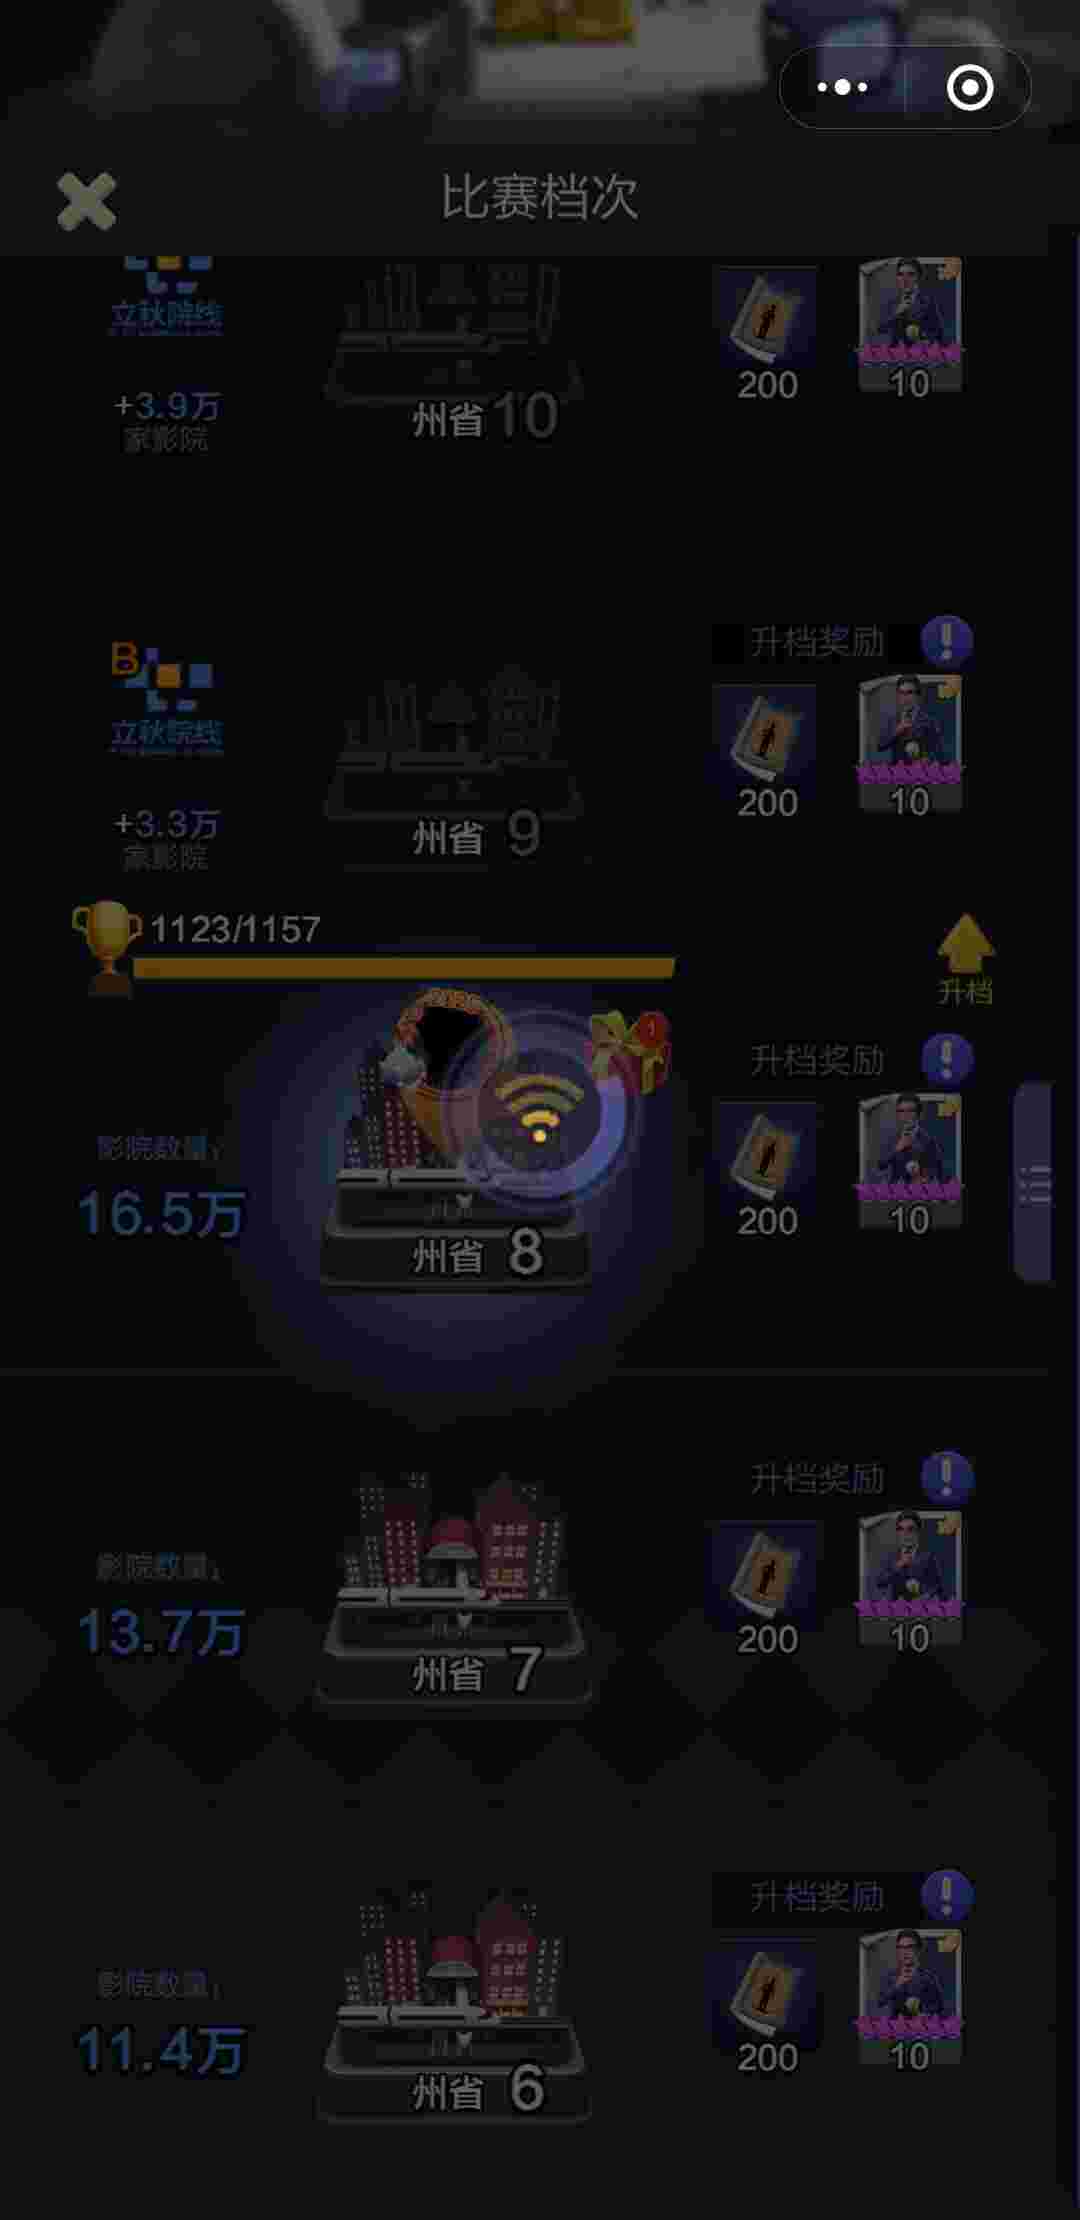 比赛档次
立秋院线
200
10
+3.9万
家影院
州省10
B
升档奖励
立秋院线
200
10
+3.3万
家影院
州省 9
1123/1157
升档
升档奖励
1
影院数量
16.5万
200
10
州省 8
升档奖励
影院数量
13.7万
200
10
州省 7
升档奖励
影院数量
11.4万
200
10
州省 6